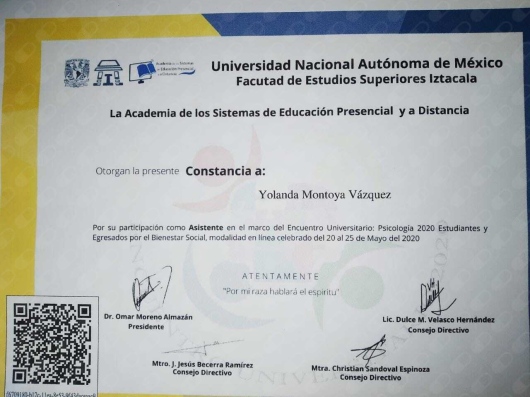 Universidad Nacional Autónoma de México
Facutad de Estudios Superiores Iztacala
La Academia de los Sistemas de Educación Presencial y a Distancia
Otorgan la presente Constancia a:
Yolanda Montoya Vázquez
Por su participación como Asistente en el marco del Encuentro Universitario: Psicología 2020 Estudiantes y
Egresados por el Bienestar Social, modalidad en línea celebrado del 20 al 25 de Mayo del 2020
ATENTAMENTE
"Por mi raza hablará el espíritu"
Dr. Omar Moreno Almazán
Presidente
Lic. Dulce M. Velasco Hernández
Consejo Directivo
Mtro. J. Jesús Becerra Ramírez
Consejo Directivo
Mtra. Christian Sandoval Espinoza
Consejo Directivo